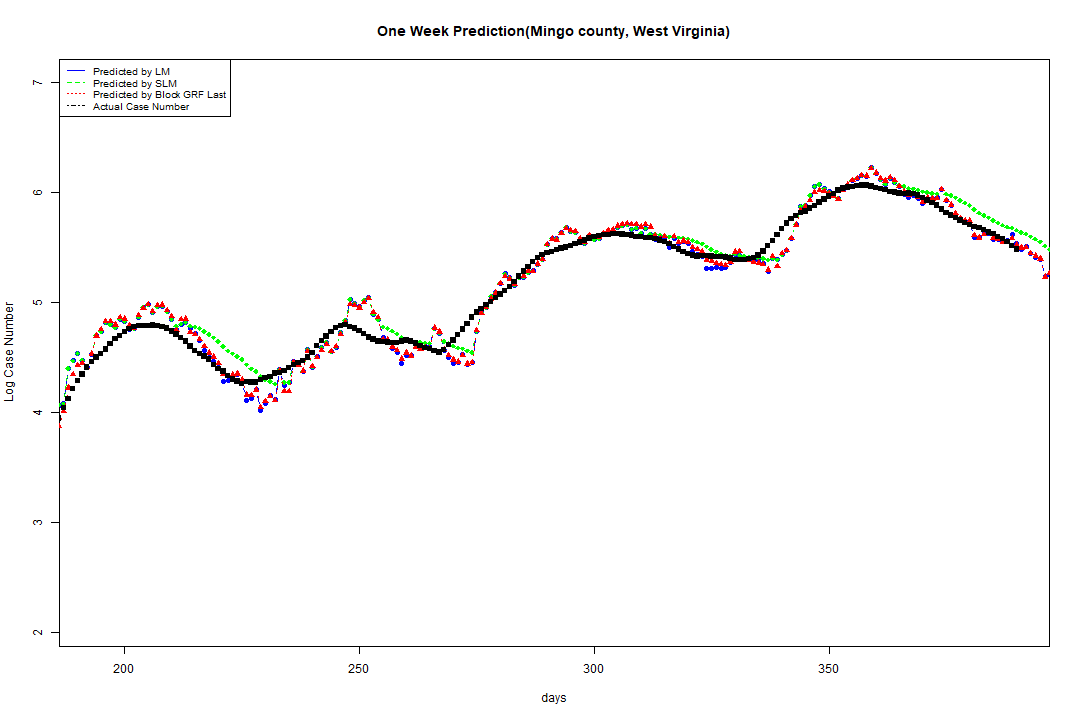 One Week Prediction(Mingo county, West Virginia)
Predicted by LM
Predicted by SLM
Predicted by Block GRF Last
Actual Case Number
7
6
5
4
3
2
Log Case Number
200 250 300 350
days